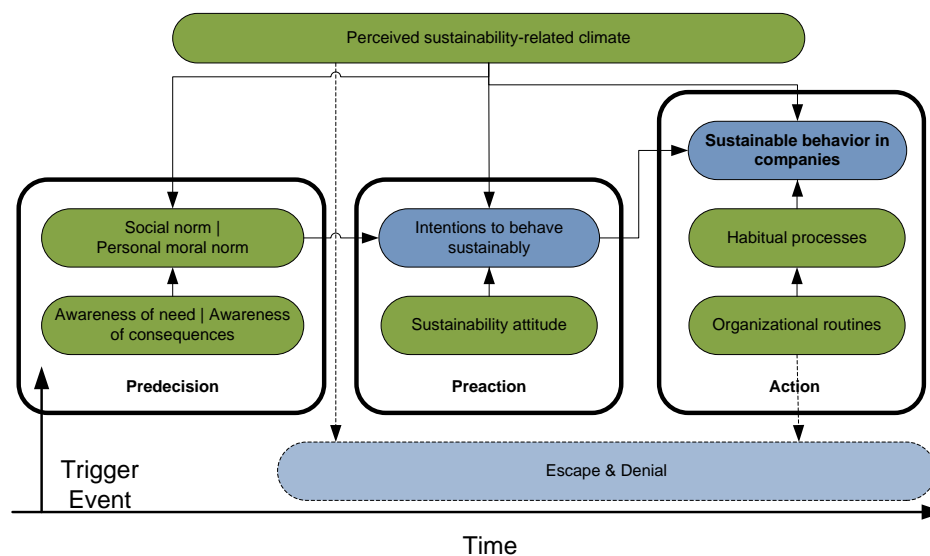 Perceived sustainability-related climate
Sustainable behavior in
companies
Social norm |
Personal moral norm
Intentions to behave
sustainably
Habitual processes
Awareness of need | Awareness
of consequences
Sustainability attitude
Organizational routines
Predecision
Preaction
Action
Escape & Denial
Trigger
Event
Time